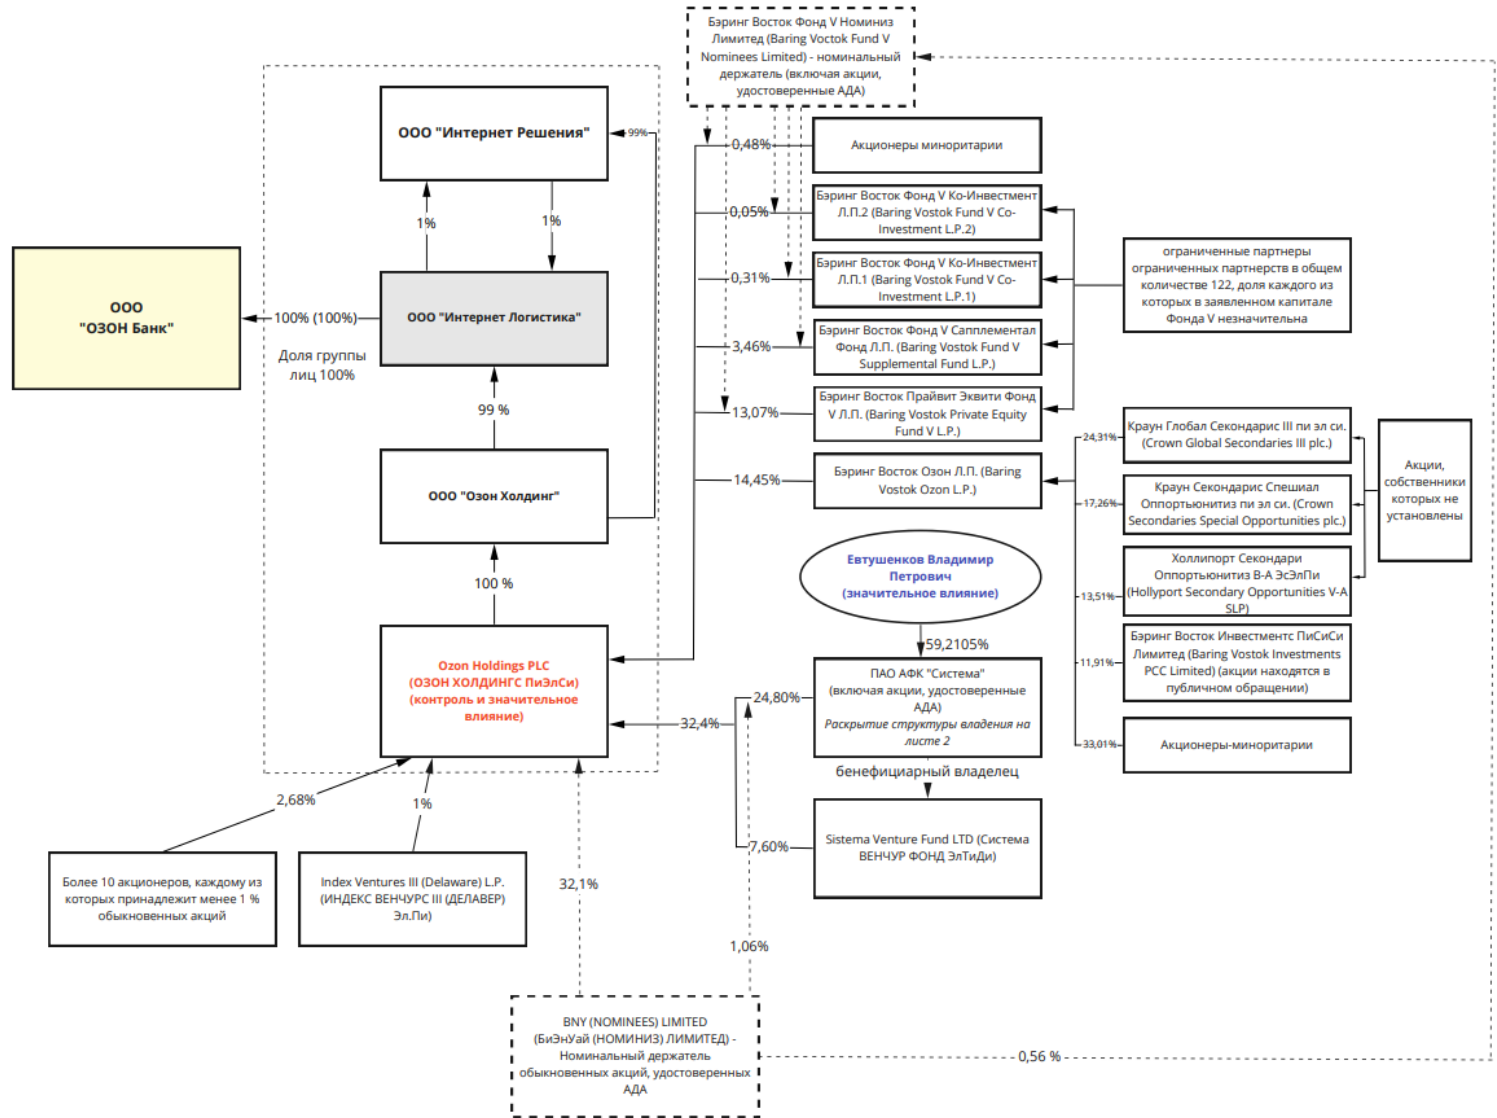 Бэринг Восток Фонд V Номиниз
Лимитед (Baring Voctok Fund V
Nominees Limited) - номинальный
держатель (включая акции,
удостоверенные АДА)
ООО "Интернет Решения"
99%
1%
1%
ООО
"ОЗОН Банк"
100% (100%)
Доля группы
лиц 100%
ООО "Интернет Логистика"
99 %
ООО "Озон Холдинг"
100 %
Ozon Holdings PLC
(ОЗОН ХОЛДИНГС ПиЭлСи)
(контроль и значительное
влияние)
0,48%
Акционеры миноритарии
0,05%
Бэринг Восток Фонд V Ко-Инвестмент
Л.П.2 (Baring Vostok Fund V Co-
Investment L.P.2)
0,31%
Бэринг Восток Фонд V Ко-Инвестмент
Л.П.1 (Baring Vostok Fund V Co-
Investment L.P.1)
3,46%
Бэринг Восток Фонд V Сапплементал
Фонд Л.П. (Baring Vostok Fund V
Supplemental Fund L.P.)
13,07%
Бэринг Восток Прайвит Эквити Фонд
V Л.П. (Baring Vostok Private Equity
Fund V L.P.)
14,45%
Бэринг Восток Озон Л.П. (Baring
Vostok Ozon L.P.)
ограниченные партнеры
ограниченных партнерств в общем
количестве 122, доля каждого из
которых в заявленном капитале
Фонда V незначительна
24,31%
Краун Глобал Секондарис III пи эл си.
(Crown Global Secondaries III plc.)
17,26%
Краун Секондарис Спешиал
Оппортьюнитиз пи эл си. (Crown
Secondaries Special Opportunities plc.)
13,51%
Холлипорт Секондари
Оппортьюнитиз В-А ЭсЭлПи
(Hollyport Secondary Opportunities V-A
SLP)
11,91%
Бэринг Восток Инвестментс ПиСиСи
Лимитед (Baring Vostok Investments
PCC Limited) (акции находятся в
публичном обращении)
33,01%
Акционеры-миноритарии
Акции,
собственники
которых не
установлены
Евтушенков Владимир
Петрович
(значительное влияние)
59,2105%
ПАО АФК "Система"
(включая акции, удостоверенные
АДА)
Раскрытие структуры владения на
листе 2
24,80%
32,4%
бенефициарный владелец
7,60%
Sistema Venture Fund LTD (Система
ВЕНЧУР ФОНД ЭлТиДи)
2,68%
1%
32,1%
1,06%
Более 10 акционеров, каждому из
которых принадлежит менее 1 %
обыкновенных акций
Index Ventures III (Delaware) L.P.
(ИНДЕКС ВЕНЧУРС III (ДЕЛАВЕР)
Эл.Пи)
BNY (NOMINEES) LIMITED
(БиЭнУай (НОМИНИЗ) ЛИМИТЕД) -
Номинальный держатель
обыкновенных акций, удостоверенных
АДА
0,56 %